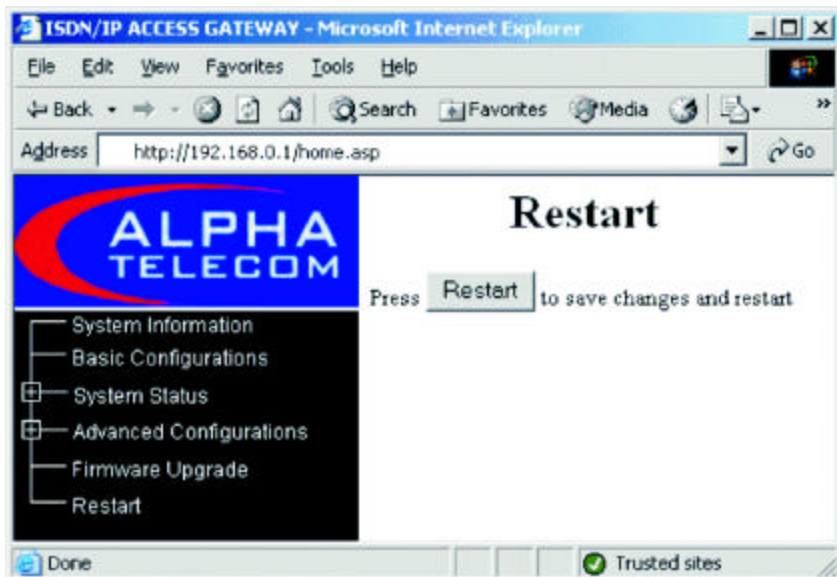 ISDN/IP ACCESS GATEWAY - Microsoft Internet Explorer
File Edit View Favorites Tools Help
Back Search Favorites Media
Address http://192.168.0.1/home.asp Go
ALPHA
TELECOM
System Information
Basic Configurations
System Status
Advanced Configurations
Firmware Upgrade
Restart
Restart
Press Restart to save changes and restart
Done Trusted sites